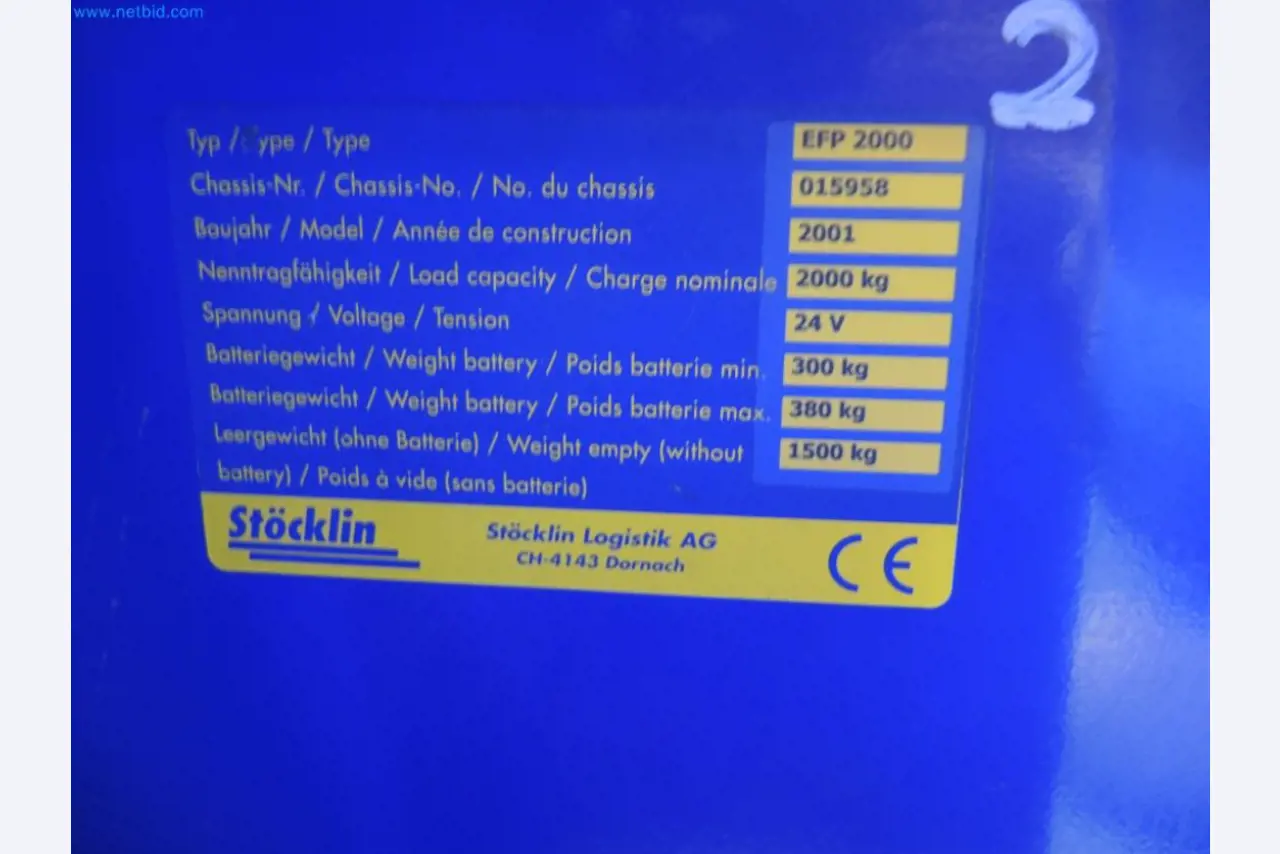 www.netbid.com
2
Typ / Type / Type EFP 2000
Chassis-Nr. / Chassis-No. / No. du chassis 015958
Baujahr / Model / Année de construction 2001
Nenntragfähigkeit / Load capacity / Charge nominale 2000 kg
Spannung / Voltage / Tension 24 V
Batteriegewicht / Weight battery / Poids batterie min. 300 kg
Batteriegewicht / Weight battery / Poids batterie max. 380 kg
Leergewicht (ohne Batterie) / Weight empty (without 1500 kg
battery) / Poids à vide (sans batterie)
Stöcklin Stöcklin Logistik AG CE
CH-4143 Dornach